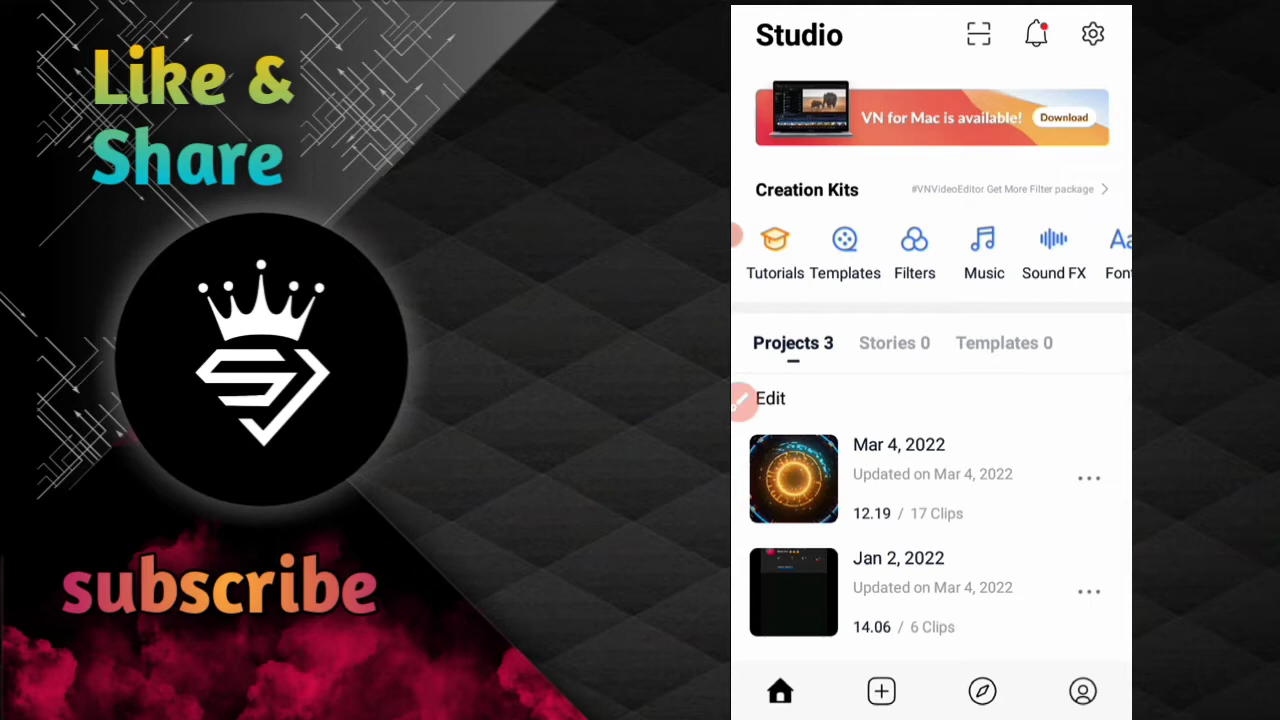 Like &
Share
subscribe
Studio
VN for Mac is available!
Download
Creation Kits
#VNVideoEditor Get More Filter package
Tutorials
Templates
Filters
Music
Sound FX
Font
Projects 3
Stories 0
Templates 0
Edit
Mar 4, 2022
Updated on Mar 4, 2022
12.19 / 17 Clips
Jan 2, 2022
Updated on Mar 4, 2022
14.06 / 6 Clips